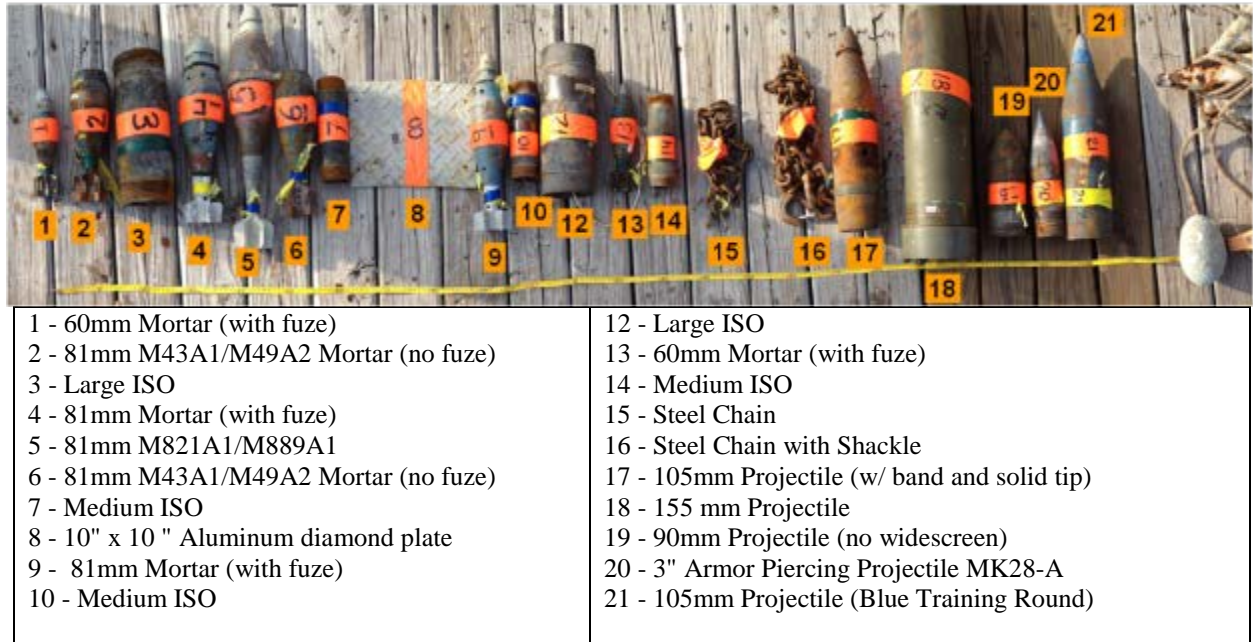 21
20
19
1
2
3
4
5
6
7
8
9
10
12
13
14
15
16
17
18
1 - 60mm Mortar (with fuze)
2 - 81mm M43A1/M49A2 Mortar (no fuze)
3 - Large ISO
4 - 81mm Mortar (with fuze)
5 - 81mm M821A1/M889A1
6 - 81mm M43A1/M49A2 Mortar (no fuze)
7 - Medium ISO
8 - 10" x 10 " Aluminum diamond plate
9 -  81mm Mortar (with fuze)
10 - Medium ISO
12 - Large ISO
13 - 60mm Mortar (with fuze)
14 - Medium ISO
15 - Steel Chain
16 - Steel Chain with Shackle
17 - 105mm Projectile (w/ band and solid tip)
18 - 155 mm Projectile
19 - 90mm Projectile (no widescreen)
20 - 3" Armor Piercing Projectile MK28-A
21 - 105mm Projectile (Blue Training Round)